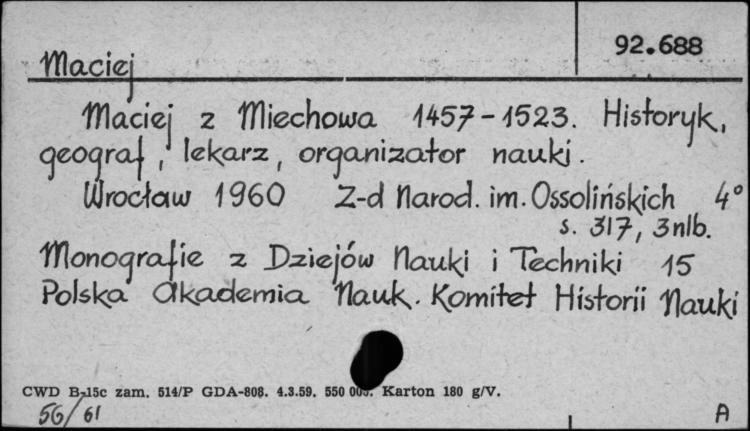 92.688
Maciej
Maciej z Miechowa 1457-1523. Historyk,
geograf, lekarz, organizator nauki.
Wrocław 1960 Z-d Narod. im. Ossolińskich 4°
s. 317, 3nlb.
Monografie z Dziejów Nauki i Techniki 15
Polska Akademia Nauk. Komitet Historii Nauki
CWD B-15c zam. 514/P GDA-808. 4.3.59. 550 000. Karton 180 g/V.
56/61
A